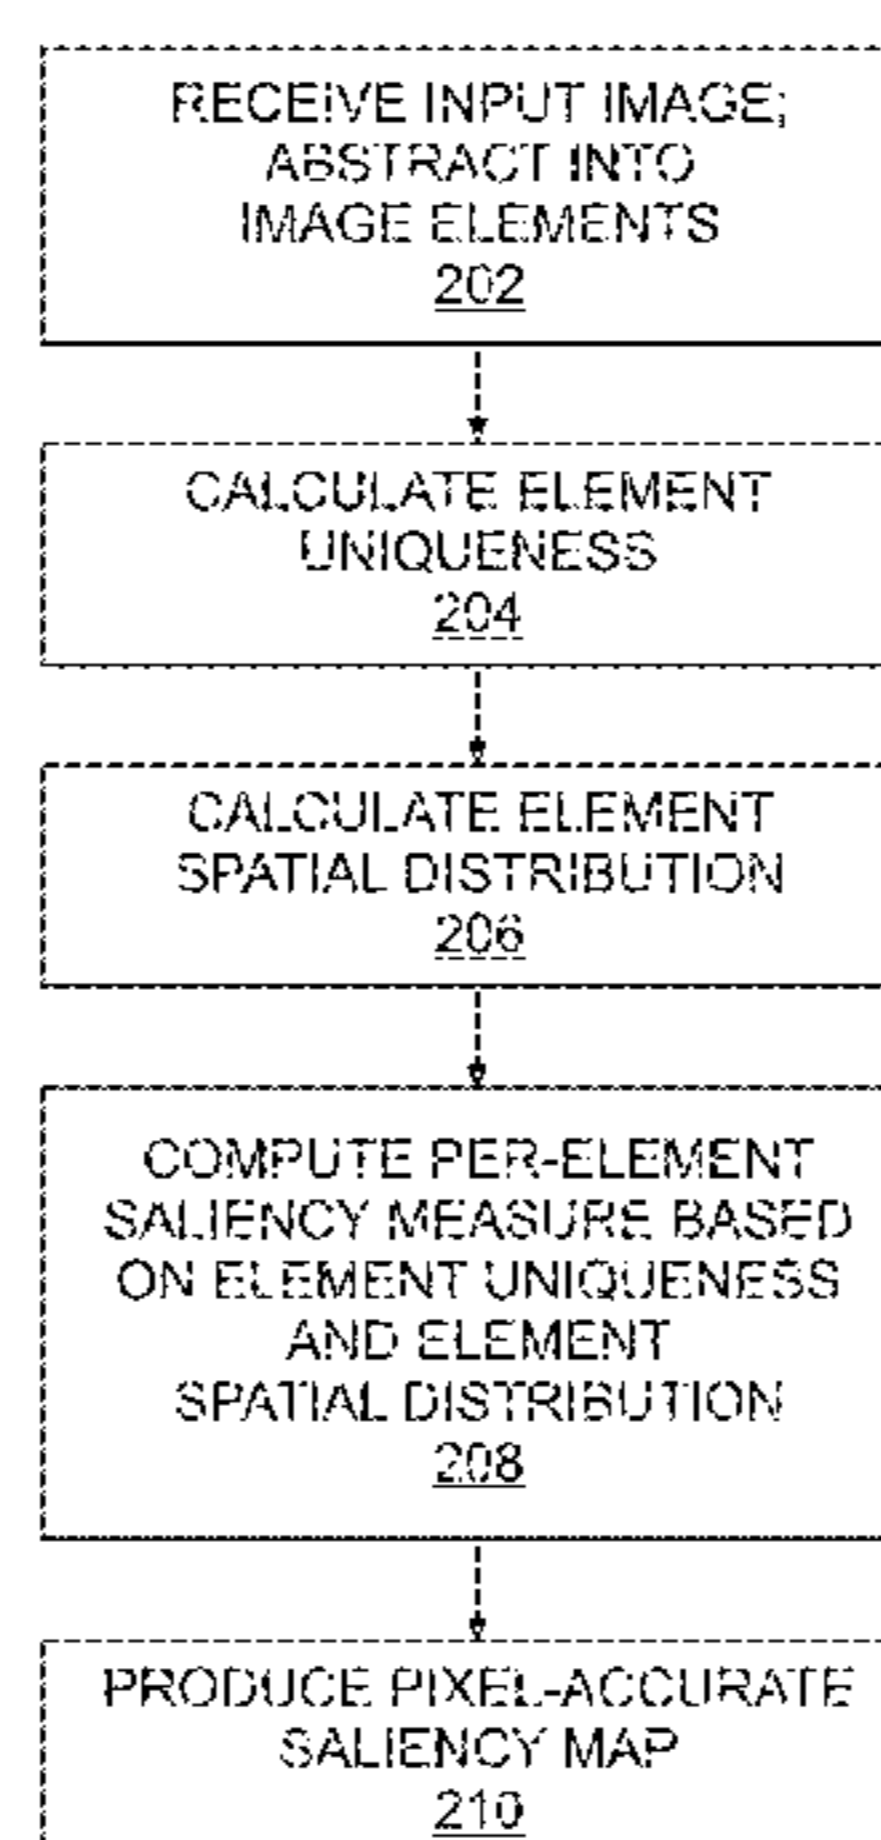 RECEIVE INPUT IMAGE;
ABSTRACT INTO
IMAGE ELEMENTS
202
CALCULATE ELEMENT
UNIQUENESS
204
CALCULATE ELEMENT
SPATIAL DISTRIBUTION
206
COMPUTE PER-ELEMENT
SALIENCY MEASURE BASED
ON ELEMENT UNIQUENESS
AND ELEMENT
SPATIAL DISTRIBUTION
208
PRODUCE PIXEL-ACCURATE
SALIENCY MAP
210